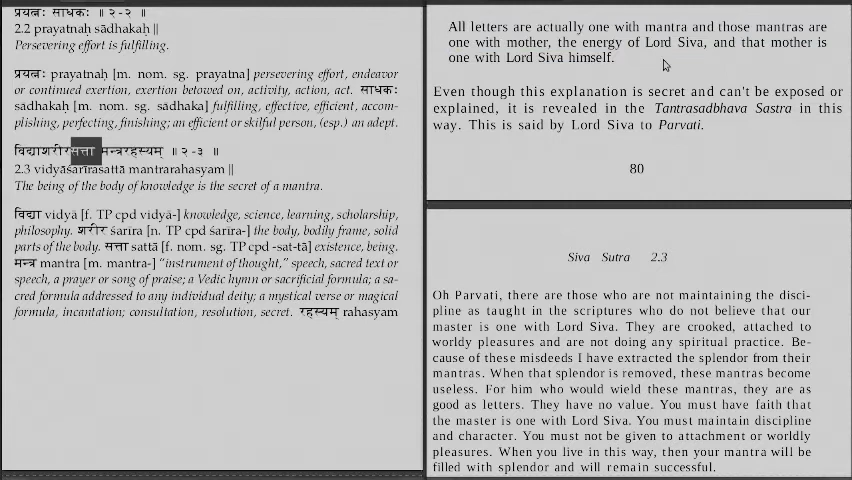 प्रयत्नः साधकः ॥ २-२ ॥
2.2 prayatnaḥ sādhakaḥ ||
Persevering effort is fulfilling.
प्रयत्नः prayatnaḥ [m. nom. sg. prayatna] persevering effort, endeavor
or continued exertion, exertion betowed on, activity, action, act. साधकः
sādhakaḥ [m. nom. sg. sādhaka] fulfilling, effective, efficient, accom-
plishing, perfecting, finishing; an efficient or skilful person, (esp.) an adept.
विद्याशरीरसत्ता मन्त्ररहस्यम् ॥ २-३ ॥
2.3 vidyāśarīrasattā mantrarahasyam ||
The being of the body of knowledge is the secret of a mantra.
विद्या vidyā [f. TP cpd vidyā-] knowledge, science, learning, scholarship,
philosophy. शरीर śarīra [n. TP cpd śarīra-] the body, bodily frame, solid
parts of the body. सत्ता sattā [f. nom. sg. TP cpd -sat-tā] existence, being.
मन्त्र mantra [m. mantra-] “instrument of thought,” speech, sacred text or
speech, a prayer or song of praise; a Vedic hymn or sacrificial formula; a sa-
cred formula addressed to any individual deity; a mystical verse or magical
formula, incantation; consultation, resolution, secret. रहस्यम् rahasyam
All letters are actually one with mantra and those mantras are
one with mother, the energy of Lord Siva, and that mother is
one with Lord Siva himself.
Even though this explanation is secret and can't be exposed or
explained, it is revealed in the Tantrasadbhava Sastra in this
way. This is said by Lord Siva to Parvati.
80
Siva Sutra 2.3
Oh Parvati, there are those who are not maintaining the disci-
pline as taught in the scriptures who do not believe that our
master is one with Lord Siva. They are crooked, attached to
worldy pleasures and are not doing any spiritual practice. Be-
cause of these misdeeds I have extracted the splendor from their
mantras. When that splendor is removed, these mantras become
useless. For him who would wield these mantras, they are as
good as letters. They have no value. You must have faith that
the master is one with Lord Siva. You must maintain discipline
and character. You must not be given to attachment or worldly
pleasures. When you live in this way, then your mantra will be
filled with splendor and will remain successful.